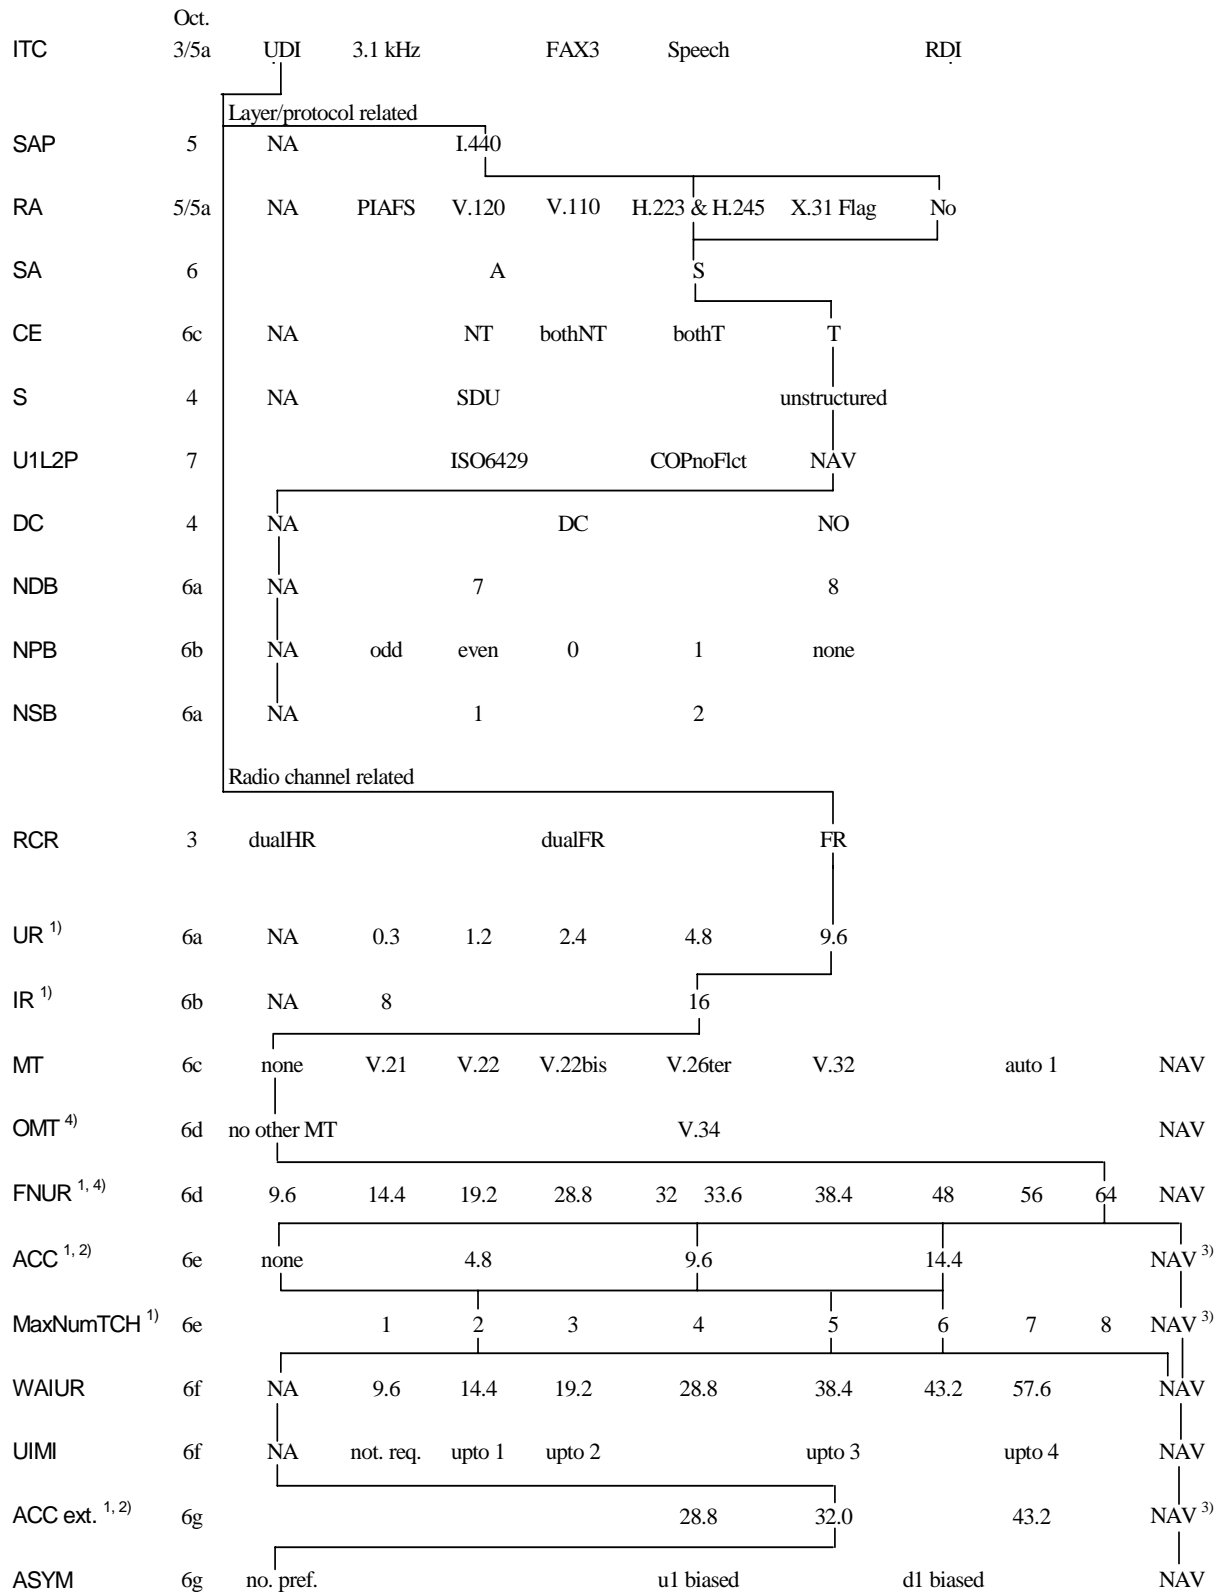 Oct.
ITC 3/5a UDI 3.1 kHz FAX3 Speech RDI
Layer/protocol related
SAP 5 NA I.440
RA 5/5a NA PIAFS V.120 V.110 H.223 & H.245 X.31 Flag No
SA 6 A S
CE 6c NA NT bothNT bothT T
S 4 NA SDU unstructured
U1L2P 7 ISO6429 COPnoFlct NAV
DC 4 NA DC NO
NDB 6a NA 7 8
NPB 6b NA odd even 0 1 none
NSB 6a NA 1 2
Radio channel related
RCR 3 dualHR dualFR FR
UR 1) 6a NA 0.3 1.2 2.4 4.8 9.6
IR 1) 6b NA 8 16
MT 6c none V.21 V.22 V.22bis V.26ter V.32 auto 1 NAV
OMT 4) 6d no other MT V.34 NAV
FNUR 1, 4) 6d 9.6 14.4 19.2 28.8 32 33.6 38.4 48 56 64 NAV
ACC 1, 2) 6e none 4.8 9.6 14.4 NAV 3)
MaxNumTCH 1) 6e 1 2 3 4 5 6 7 8 NAV 3)
WAIUR 6f NA 9.6 14.4 19.2 28.8 38.4 43.2 57.6 NAV
UIMI 6f NA not. req. upto 1 upto 2 upto 3 upto 4 NAV
ACC ext. 1, 2) 6g 28.8 32.0 43.2 NAV 3)
ASYM 6g no. pref. u1 biased d1 biased NAV